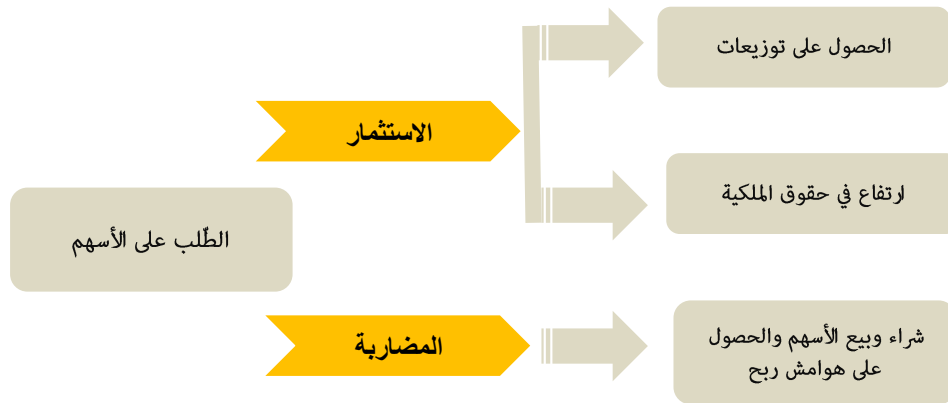 الحصول على توزيعات
الاستثمار
ارتفاع في حقوق الملكية
الطّلب على الأسهم
شراء وبيع الأسهم والحصول
على هوامش ربح
المضاربة